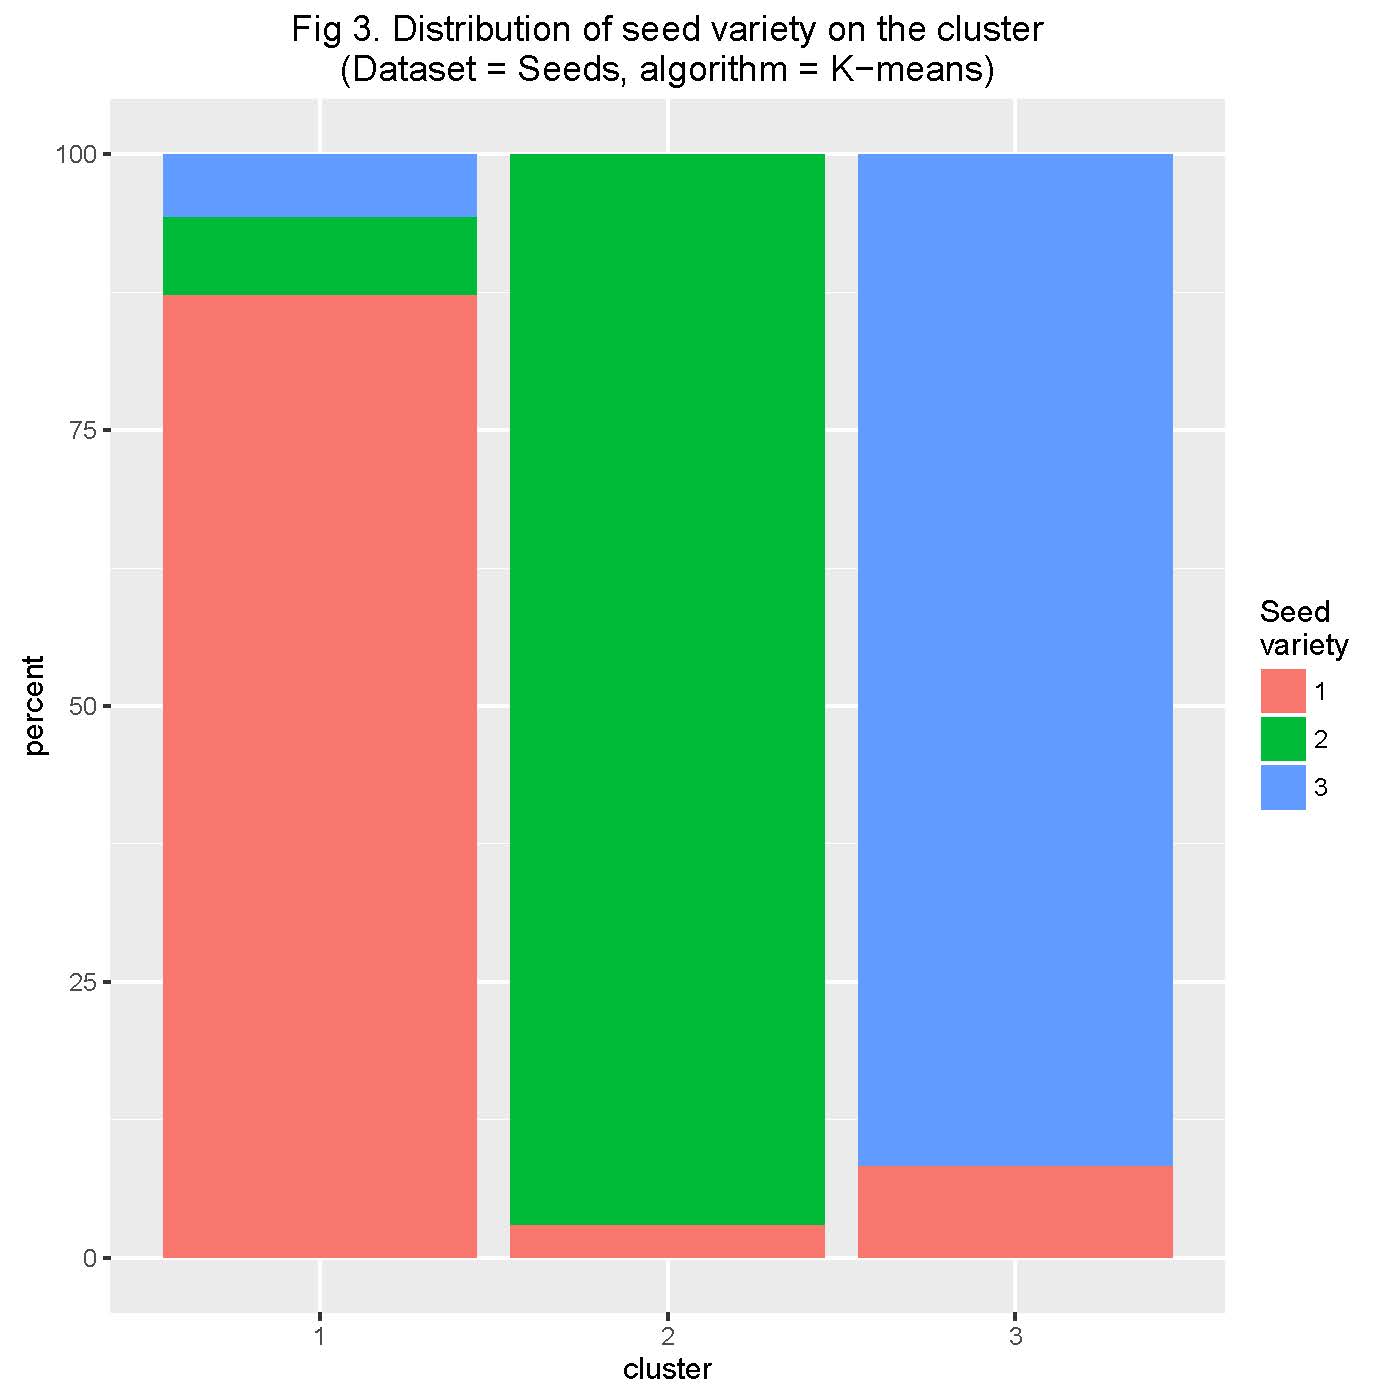 Fig 3. Distribution of seed variety on the cluster
(Dataset = Seeds, algorithm = K−means)
100
75
50
25
0
percent
1
2
3
cluster
Seed
variety
1
2
3